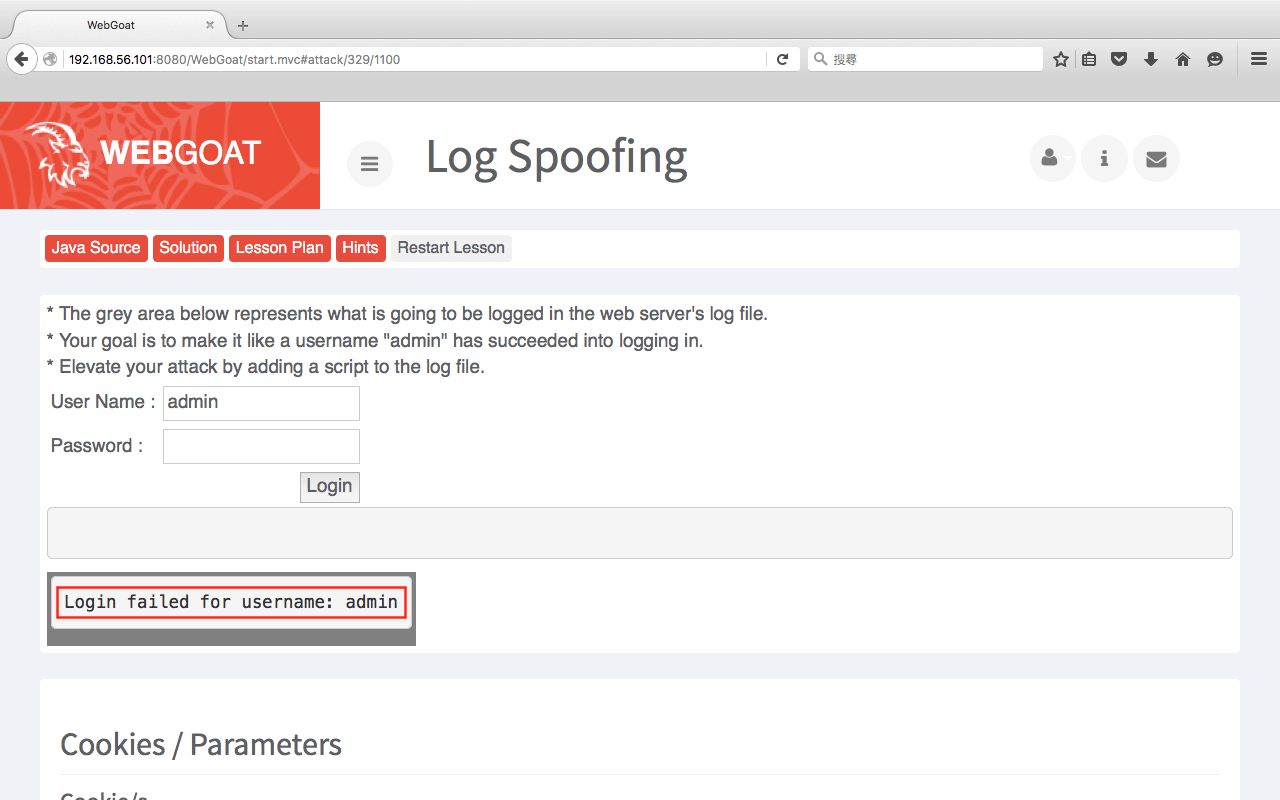 WebGoat
192.168.56.101:8080/WebGoat/start.mvc#attack/329/1100
搜尋
WEBGOAT
Log Spoofing
Java Source Solution Lesson Plan Hints Restart Lesson
* The grey area below represents what is going to be logged in the web server's log file.
* Your goal is to make it like a username "admin" has succeeded into logging in.
* Elevate your attack by adding a script to the log file.
User Name : admin
Password :
Login
Login failed for username: admin
Cookies / Parameters
Cookie/s